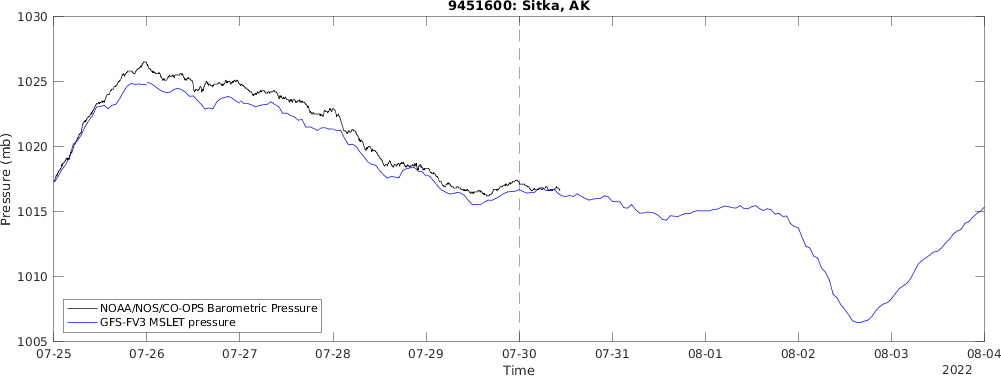 9451600: Sitka, AK
1030
1025
1020
1015
1010
1005
Pressure (mb)
NOAA/NOS/CO-OPS Barometric Pressure
GFS-FV3 MSLET pressure
07-25 07-26 07-27 07-28 07-29 07-30 07-31 08-01 08-02 08-03 08-04
Time
2022